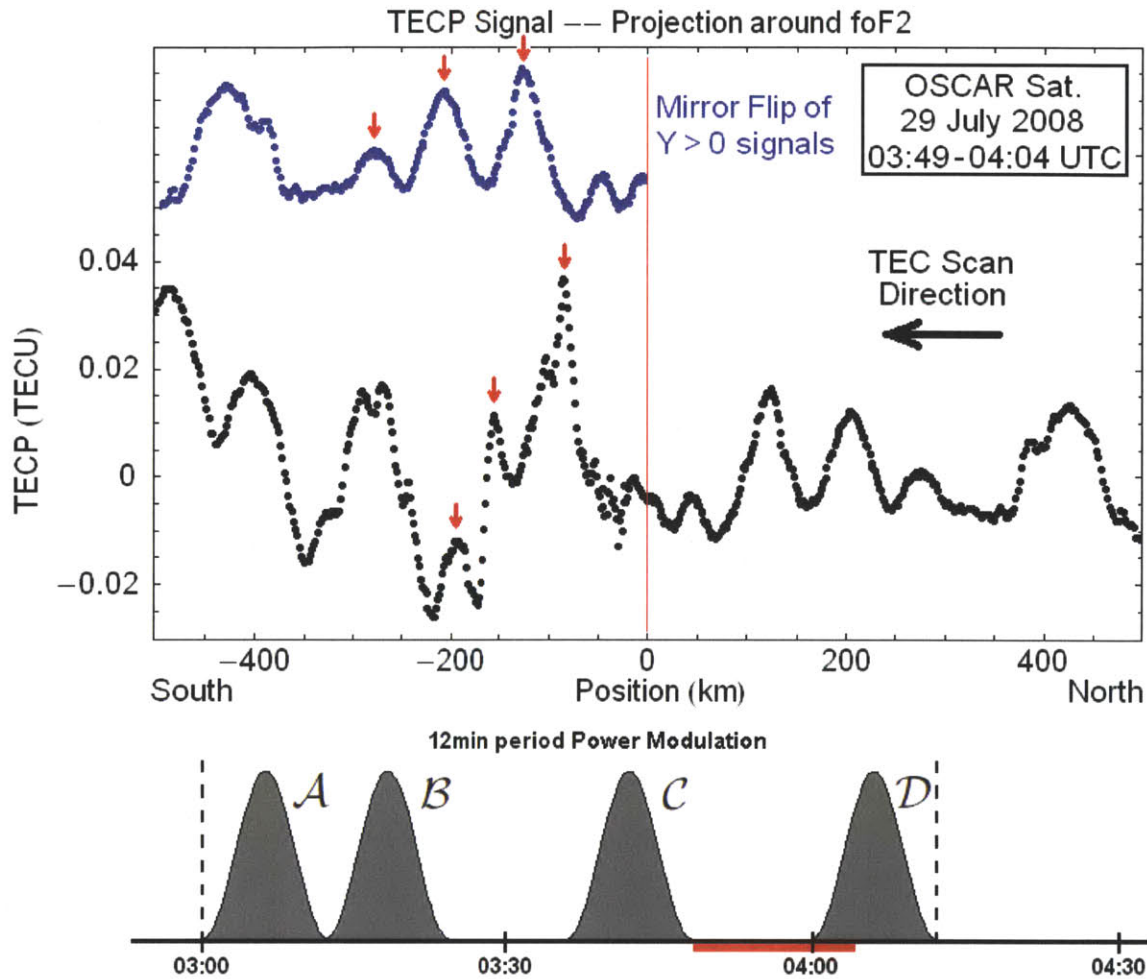 TECP Signal –– Projection around foF2
Mirror Flip of
Y > 0 signals
OSCAR Sat.
29 July 2008
03:49-04:04 UTC
TEC Scan
Direction
TECP (TECU)
0.04
0.02
0
−0.02
−400
−200
0
200
400
South
Position (km)
North
12min period Power Modulation
A
B
C
D
03:00
03:30
04:00
04:30